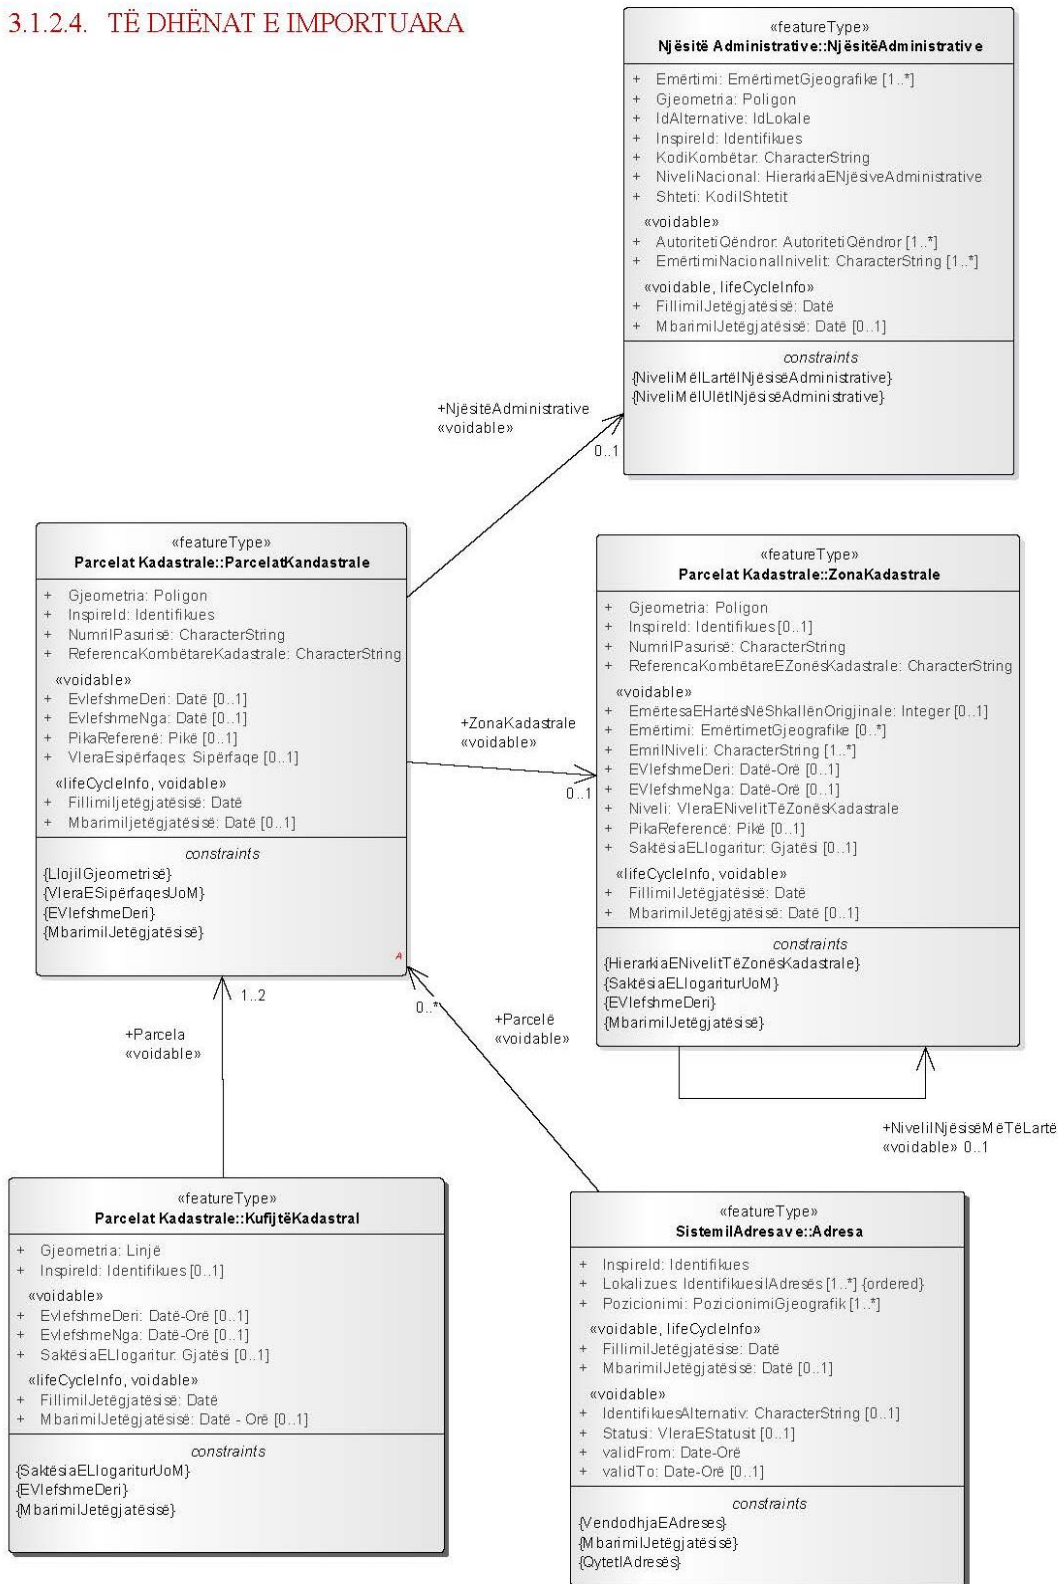 3.1.2.4. TË DHËNAT E IMPORTUARA
«featureType»
Njësitë Administrative::NjësitëAdministrative
+ Emërtimi: EmërtimetGjeografike [1..*]
+ Gjeometria: Poligon
+ IdAlternative: IdLokale
+ InspireId: Identifikues
+ KodiKombëtar: CharacterString
+ NiveliNacional: HierarkiaENjësiveAdministrative
+ Shteti: KodiIShtetit
«voidable»
+ AutoritetiQëndror: AutoritetiQëndror [1..*]
+ EmërtimiNacionalInivelit: CharacterString [1..*]
«voidable, lifeCycleInfo»
+ FillimiIJetëgjatësisë: Datë
+ MbarimiIJetëgjatësisë: Datë [0..1]
constraints
{NiveliMëILartëINjësisëAdministrative}
{NiveliMëIUlëtINjësisëAdministrative}
+NjësitëAdministrative
«voidable»
0..1
«featureType»
Parcelat Kadastrale::ParcelatKandastrale
+ Gjeometria: Poligon
+ InspireId: Identifikues
+ NumriIPasurisë: CharacterString
+ ReferencaKombëtareKadastrale: CharacterString
«voidable»
+ EvlefshmeDeri: Datë [0..1]
+ EvlefshmeNga: Datë [0..1]
+ PikaReferenë: Pikë [0..1]
+ VleraEsipërfaqes: Sipërfaqe [0..1]
«lifeCycleInfo, voidable»
+ Fillimiljetëgjatësisë: Datë
+ Mbarimiljetëgjatësisë: Datë [0..1]
constraints
{LlojiIGjeometrisë}
{VleraESipërfaqesUoM}
{EVlefshmeDeri}
{MbarimiIJetëgjatësisë}
A
+ZonaKadastrale
«voidable»
0..1
«featureType»
Parcelat Kadastrale::ZonaKadastrale
+ Gjeometria: Poligon
+ InspireId: Identifikues [0..1]
+ NumriIPasurisë: CharacterString
+ ReferencaKombëtareEZonësKadastrale: CharacterString
«voidable»
+ EmërtesaEHartësNëShkallënOrigjinale: Integer [0..1]
+ Emërtimi: EmërtimetGjeografike [0..*]
+ EmriINiveli: CharacterString [1..*]
+ EVlefshmeDeri: Datë-Orë [0..1]
+ EVlefshmeNga: Datë-Orë [0..1]
+ Niveli: VleraENivelitTëZonësKadastrale
+ PikaReferencë: Pikë [0..1]
+ SaktësiaELlogaritur: Gjatësi [0..1]
«lifeCycleInfo, voidable»
+ FillimiIJetëgjatësisë: Datë
+ MbarimiIJetëgjatësisë: Datë [0..1]
constraints
{HierarkiaENivelitTëZonësKadastrale}
{SaktësiaELlogariturUoM}
{EVlefshmeDeri}
{MbarimiIJetëgjatësisë}
+NiveliINjësisëMëTëLartë
«voidable» 0..1
1..2
+Parcela
«voidable»
0..*
+Parcelë
«voidable»
«featureType»
Parcelat Kadastrale::KufijtëKadastral
+ Gjeometria: Linjë
+ InspireId: Identifikues [0..1]
«voidable»
+ EvlefshmeDeri: Datë-Orë [0..1]
+ EvlefshmeNga: Datë-Orë [0..1]
+ SaktësiaELlogaritur: Gjatësi [0..1]
«lifeCycleInfo, voidable»
+ FillimiIJetëgjatësisë: Datë
+ MbarimiIJetëgjatësisë: Datë - Orë [0..1]
constraints
{SaktësiaELlogariturUoM}
{EVlefshmeDeri}
{MbarimiIJetëgjatësisë}
«featureType»
SistemiIAdresave::Adresa
+ InspireId: Identifikues
+ Lokalizues: IdentifikuesiIAdresës [1..*] {ordered}
+ Pozicionimi: PozicionimiGjeografik [1..*]
«voidable, lifeCycleInfo»
+ FillimiIJetëgjatësise: Datë
+ MbarimiIJetëgjatësisë: Datë [0..1]
«voidable»
+ IdentifikuesAlternativ: CharacterString [0..1]
+ Statusi: VleraEStatusit [0..1]
+ validFrom: Date-Orë
+ validTo: Date-Orë [0..1]
constraints
{VendodhjaEAdreses}
{MbarimiIJetëgjatësisë}
{QytetIAdresës}